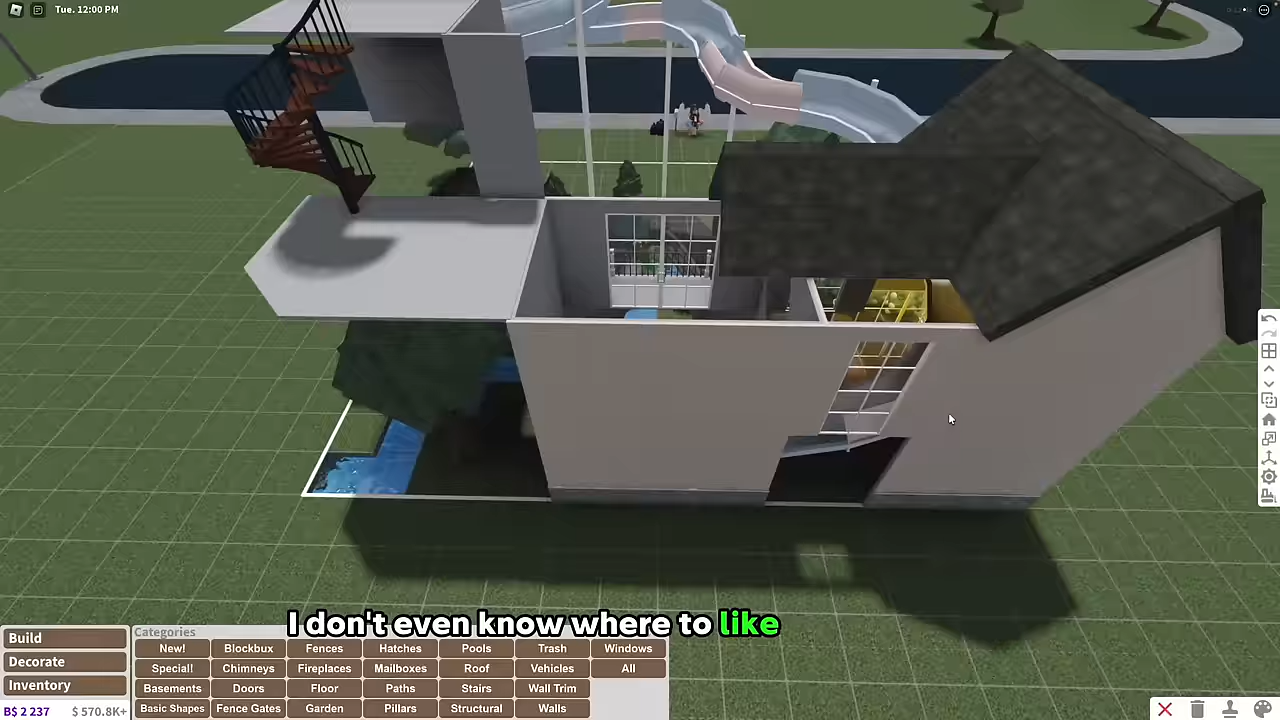 Tue. 12:00 PM
I don't even know where to like
Build
Decorate
Inventory
B$ 2 237 $ 570.8K+
Categories
New! Blockbux Fences Hatches Pools Trash Windows
Special! Chimneys Fireplaces Mailboxes Roof Vehicles All
Basements Doors Floor Paths Stairs Wall Trim
Basic Shapes Fence Gates Garden Pillars Structural Walls